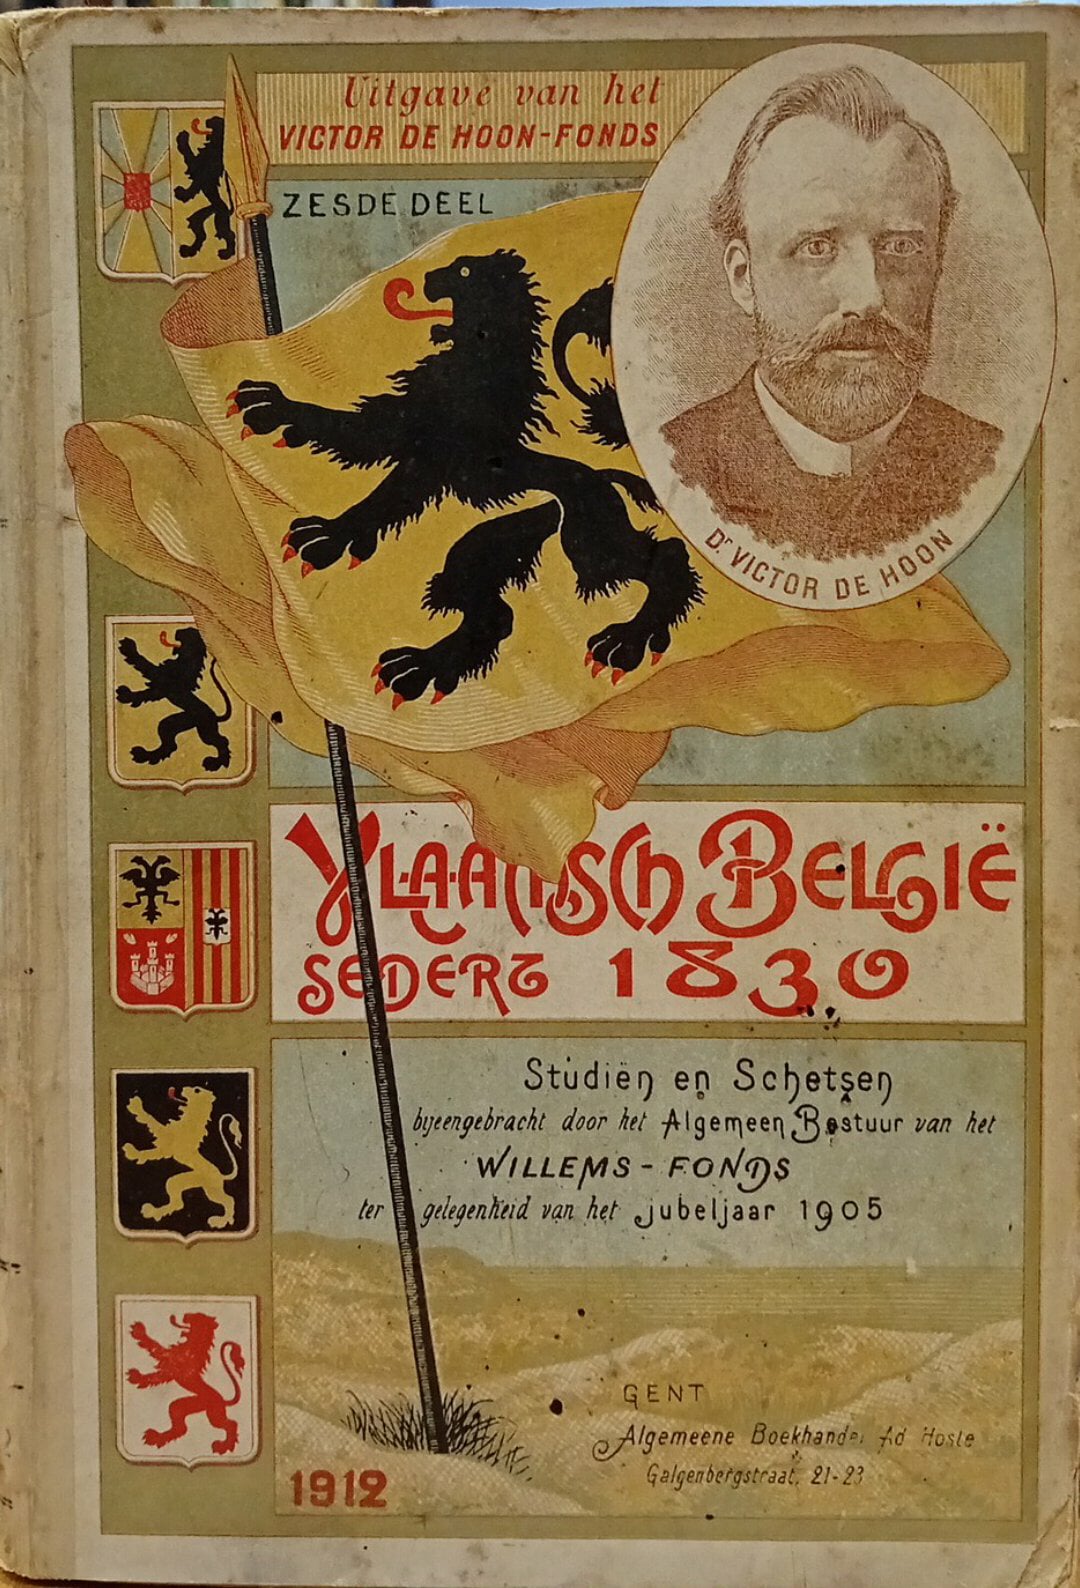 Uitgave van het
VICTOR DE HOON-FONDS
ZESDE DEEL
Dr VICTOR DE HOON
VLAAMSCH BELGIË
SEDERT 1830
Studiën en Schetsen
bijeengebracht door het Algemeen Bestuur van het
WILLEMS-FONDS
ter gelegenheid van het jubeljaar 1905
GENT
Algemeene Boekhandel Ad Hoste
Galgenbergstraat, 21-23
1912